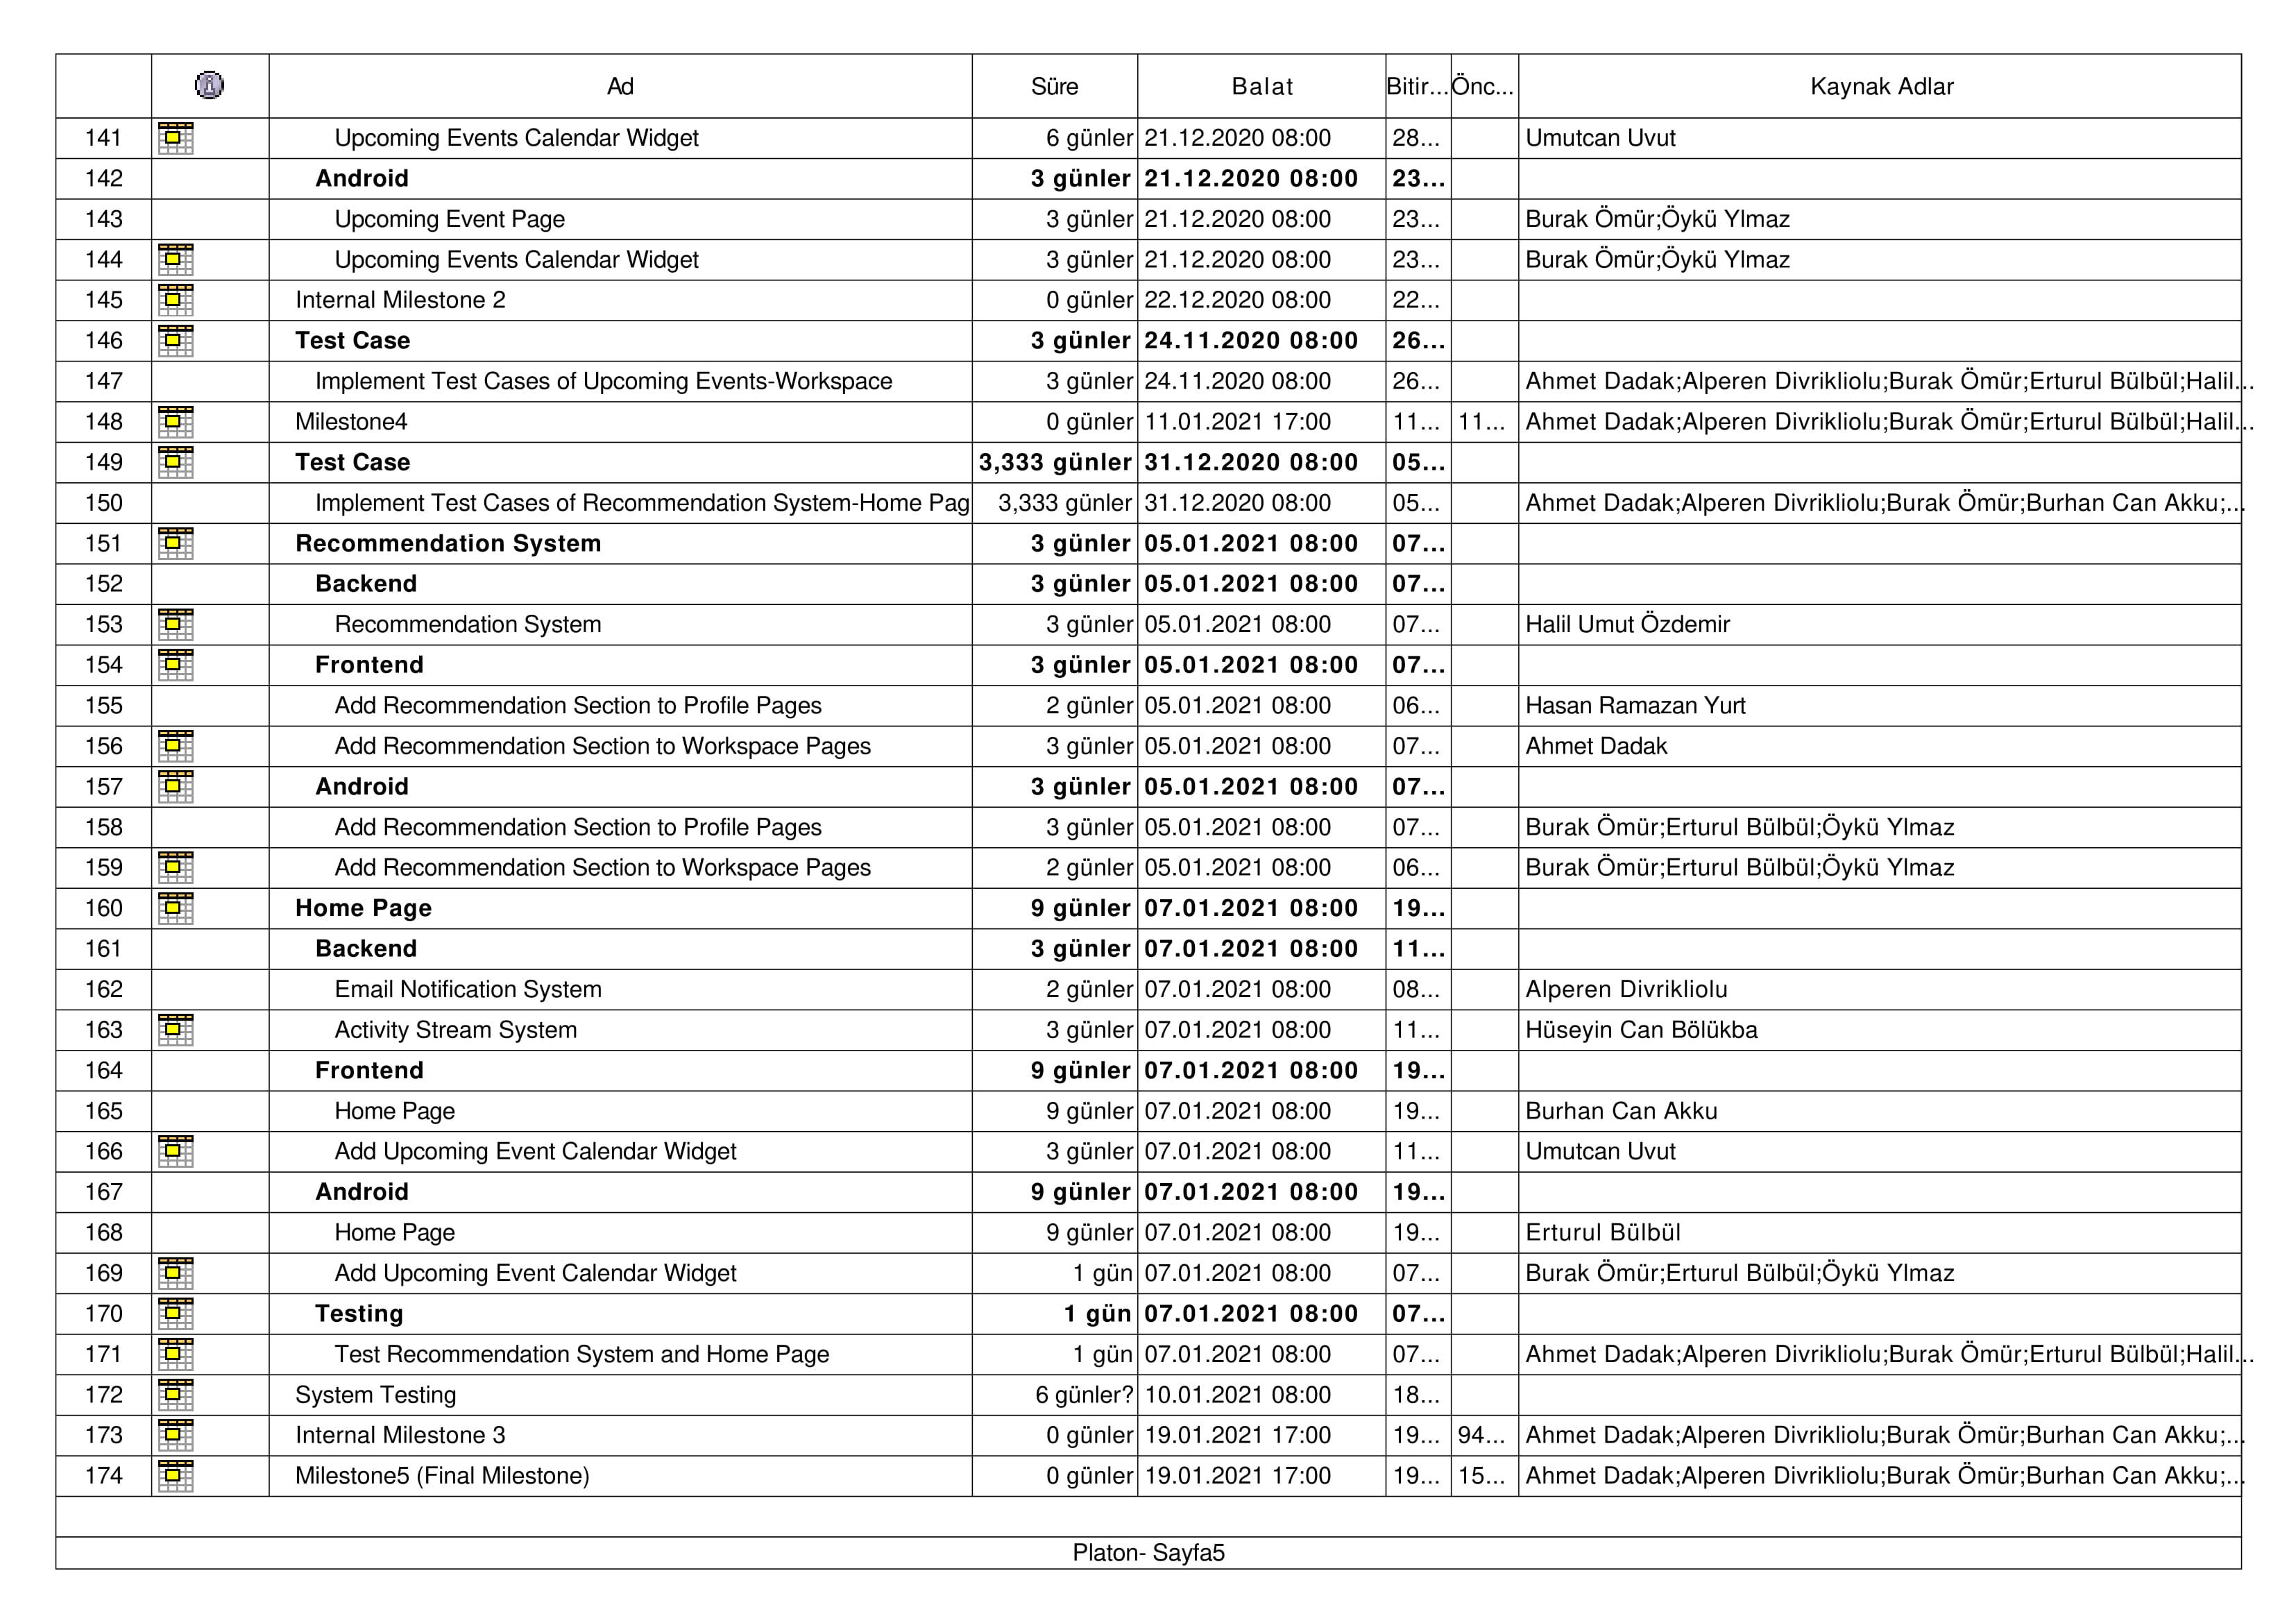 Ad Süre Balat Bitir... Önc... Kaynak Adlar
141 Upcoming Events Calendar Widget 6 günler 21.12.2020 08:00 28... Umutcan Uvut
142 Android 3 günler 21.12.2020 08:00 23...
143 Upcoming Event Page 3 günler 21.12.2020 08:00 23... Burak Ömür;Öykü Ylmaz
144 Upcoming Events Calendar Widget 3 günler 21.12.2020 08:00 23... Burak Ömür;Öykü Ylmaz
145 Internal Milestone 2 0 günler 22.12.2020 08:00 22...
146 Test Case 3 günler 24.11.2020 08:00 26...
147 Implement Test Cases of Upcoming Events-Workspace 3 günler 24.11.2020 08:00 26... Ahmet Dadak;Alperen Divrikliolu;Burak Ömür;Erturul Bülbül;Halil...
148 Milestone4 0 günler 11.01.2021 17:00 11... 11... Ahmet Dadak;Alperen Divrikliolu;Burak Ömür;Erturul Bülbül;Halil...
149 Test Case 3,333 günler 31.12.2020 08:00 05...
150 Implement Test Cases of Recommendation System-Home Pag 3,333 günler 31.12.2020 08:00 05... Ahmet Dadak;Alperen Divrikliolu;Burak Ömür;Burhan Can Akku;...
151 Recommendation System 3 günler 05.01.2021 08:00 07...
152 Backend 3 günler 05.01.2021 08:00 07...
153 Recommendation System 3 günler 05.01.2021 08:00 07... Halil Umut Özdemir
154 Frontend 3 günler 05.01.2021 08:00 07...
155 Add Recommendation Section to Profile Pages 2 günler 05.01.2021 08:00 06... Hasan Ramazan Yurt
156 Add Recommendation Section to Workspace Pages 3 günler 05.01.2021 08:00 07... Ahmet Dadak
157 Android 3 günler 05.01.2021 08:00 07...
158 Add Recommendation Section to Profile Pages 3 günler 05.01.2021 08:00 07... Burak Ömür;Erturul Bülbül;Öykü Ylmaz
159 Add Recommendation Section to Workspace Pages 2 günler 05.01.2021 08:00 06... Burak Ömür;Erturul Bülbül;Öykü Ylmaz
160 Home Page 9 günler 07.01.2021 08:00 19...
161 Backend 3 günler 07.01.2021 08:00 11...
162 Email Notification System 2 günler 07.01.2021 08:00 08... Alperen Divrikliolu
163 Activity Stream System 3 günler 07.01.2021 08:00 11... Hüseyin Can Bölükba
164 Frontend 9 günler 07.01.2021 08:00 19...
165 Home Page 9 günler 07.01.2021 08:00 19... Burhan Can Akku
166 Add Upcoming Event Calendar Widget 3 günler 07.01.2021 08:00 11... Umutcan Uvut
167 Android 9 günler 07.01.2021 08:00 19...
168 Home Page 9 günler 07.01.2021 08:00 19... Erturul Bülbül
169 Add Upcoming Event Calendar Widget 1 gün 07.01.2021 08:00 07... Burak Ömür;Erturul Bülbül;Öykü Ylmaz
170 Testing 1 gün 07.01.2021 08:00 07...
171 Test Recommendation System and Home Page 1 gün 07.01.2021 08:00 07... Ahmet Dadak;Alperen Divrikliolu;Burak Ömür;Erturul Bülbül;Halil...
172 System Testing 6 günler? 10.01.2021 08:00 18...
173 Internal Milestone 3 0 günler 19.01.2021 17:00 19... 94... Ahmet Dadak;Alperen Divrikliolu;Burak Ömür;Burhan Can Akku;...
174 Milestone5 (Final Milestone) 0 günler 19.01.2021 17:00 19... 15... Ahmet Dadak;Alperen Divrikliolu;Burak Ömür;Burhan Can Akku;...
Platon- Sayfa5